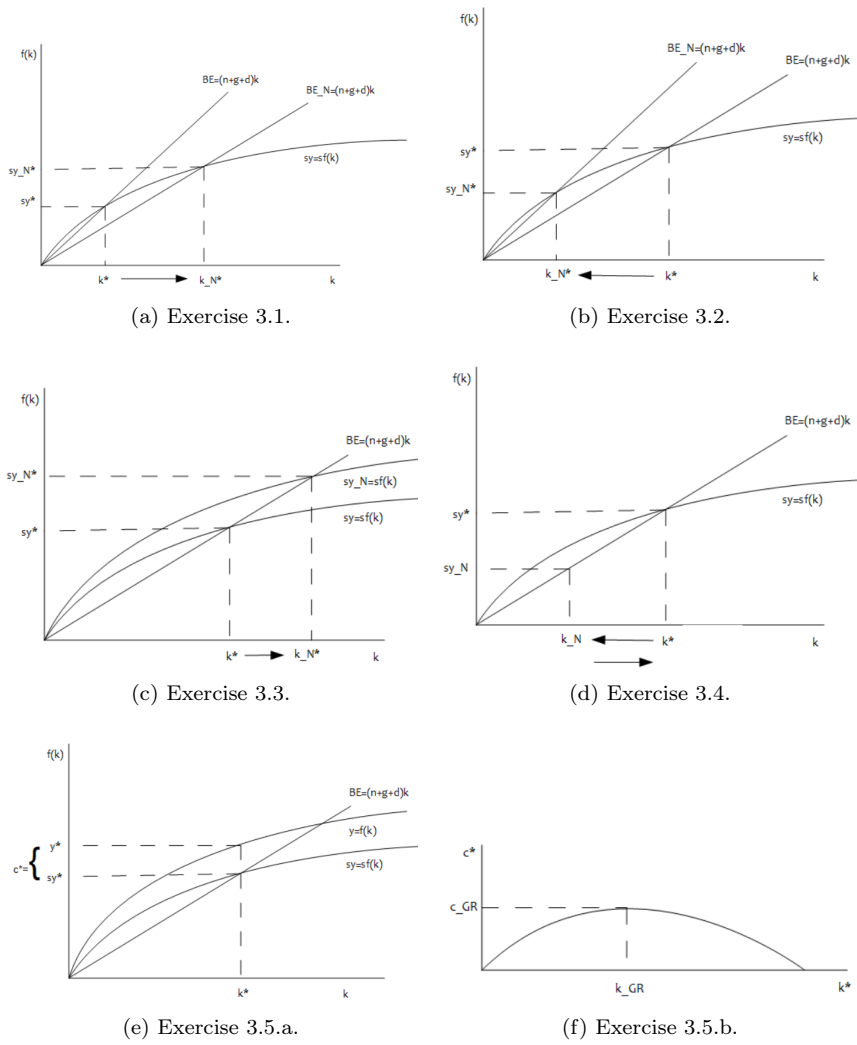 f(k)
BE=(n+g+d)k
BE_N=(n+g+d)k
sy_N*
sy=sf(k)
sy*
k*
k_N*
k
(a) Exercise 3.1.
f(k)
BE_N=(n+g+d)k
BE=(n+g+d)k
sy*
sy=sf(k)
sy_N*
k_N*
k*
k
(b) Exercise 3.2.
f(k)
BE=(n+g+d)k
sy_N*
sy_N=sf(k)
sy*
sy=sf(k)
k*
k_N*
k
(c) Exercise 3.3.
f(k)
BE=(n+g+d)k
sy*
sy=sf(k)
sy_N
k_N
k*
k
(d) Exercise 3.4.
f(k)
BE=(n+g+d)k
y=f(k)
y*
c*={
sy*
sy=sf(k)
k*
k
(e) Exercise 3.5.a.
c*
c_GR
k_GR
k*
(f) Exercise 3.5.b.